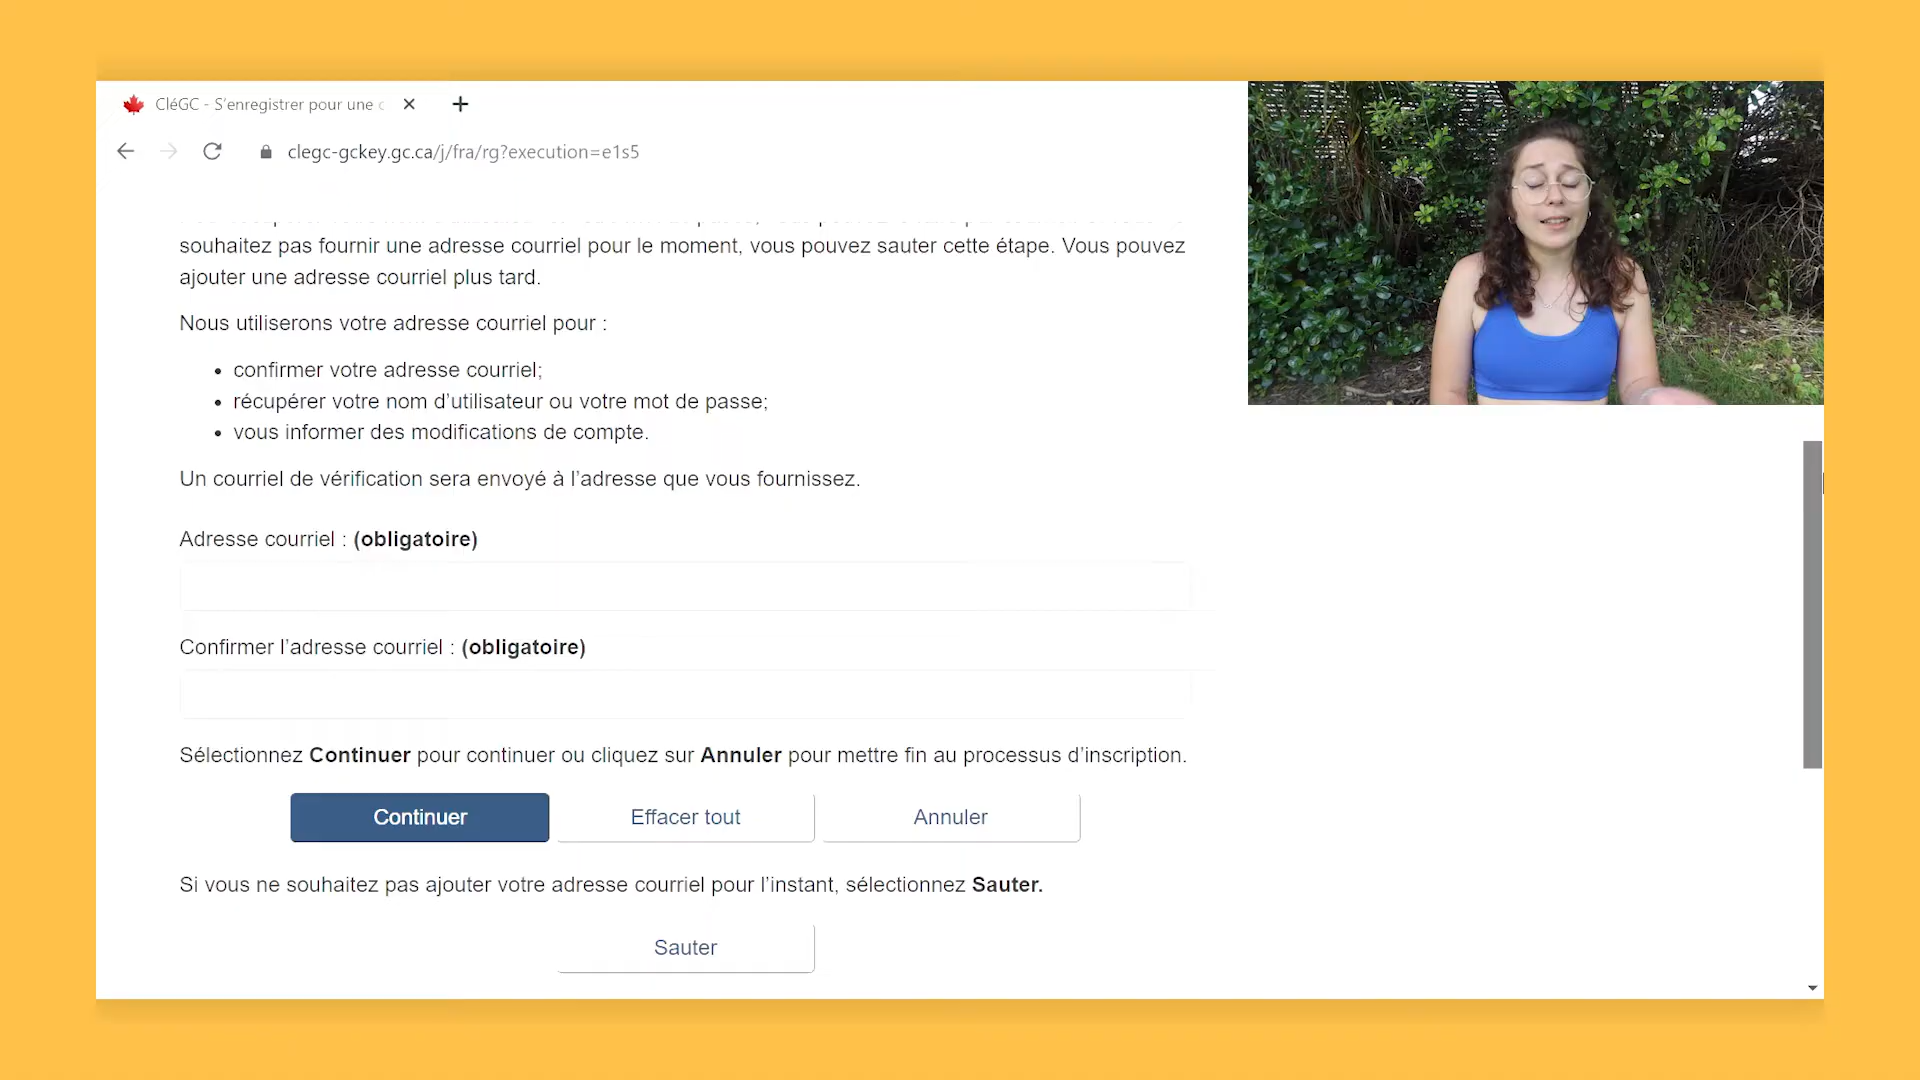 CléGC - S'enregistrer pour une c
clegc-gckey.gc.ca/j/fra/rg?execution=e1s5
souhaitez pas fournir une adresse courriel pour le moment, vous pouvez sauter cette étape. Vous pouvez
ajouter une adresse courriel plus tard.
Nous utiliserons votre adresse courriel pour :
• confirmer votre adresse courriel;
• récupérer votre nom d'utilisateur ou votre mot de passe;
• vous informer des modifications de compte.
Un courriel de vérification sera envoyé à l'adresse que vous fournissez.
Adresse courriel : (obligatoire)
Confirmer l'adresse courriel : (obligatoire)
Sélectionnez Continuer pour continuer ou cliquez sur Annuler pour mettre fin au processus d'inscription.
Continuer
Effacer tout
Annuler
Si vous ne souhaitez pas ajouter votre adresse courriel pour l'instant, sélectionnez Sauter.
Sauter